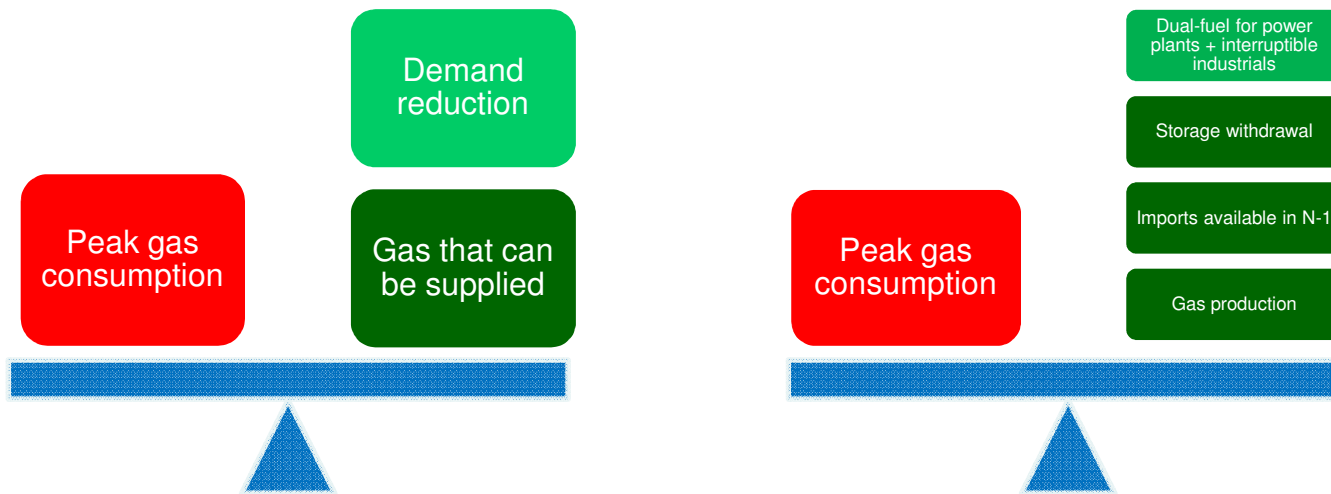 Demand
reduction
Peak gas
consumption
Gas that can
be supplied
Dual-fuel for power
plants + interruptible
industrials
Storage withdrawal
Imports available in N-1
Peak gas
consumption
Gas production